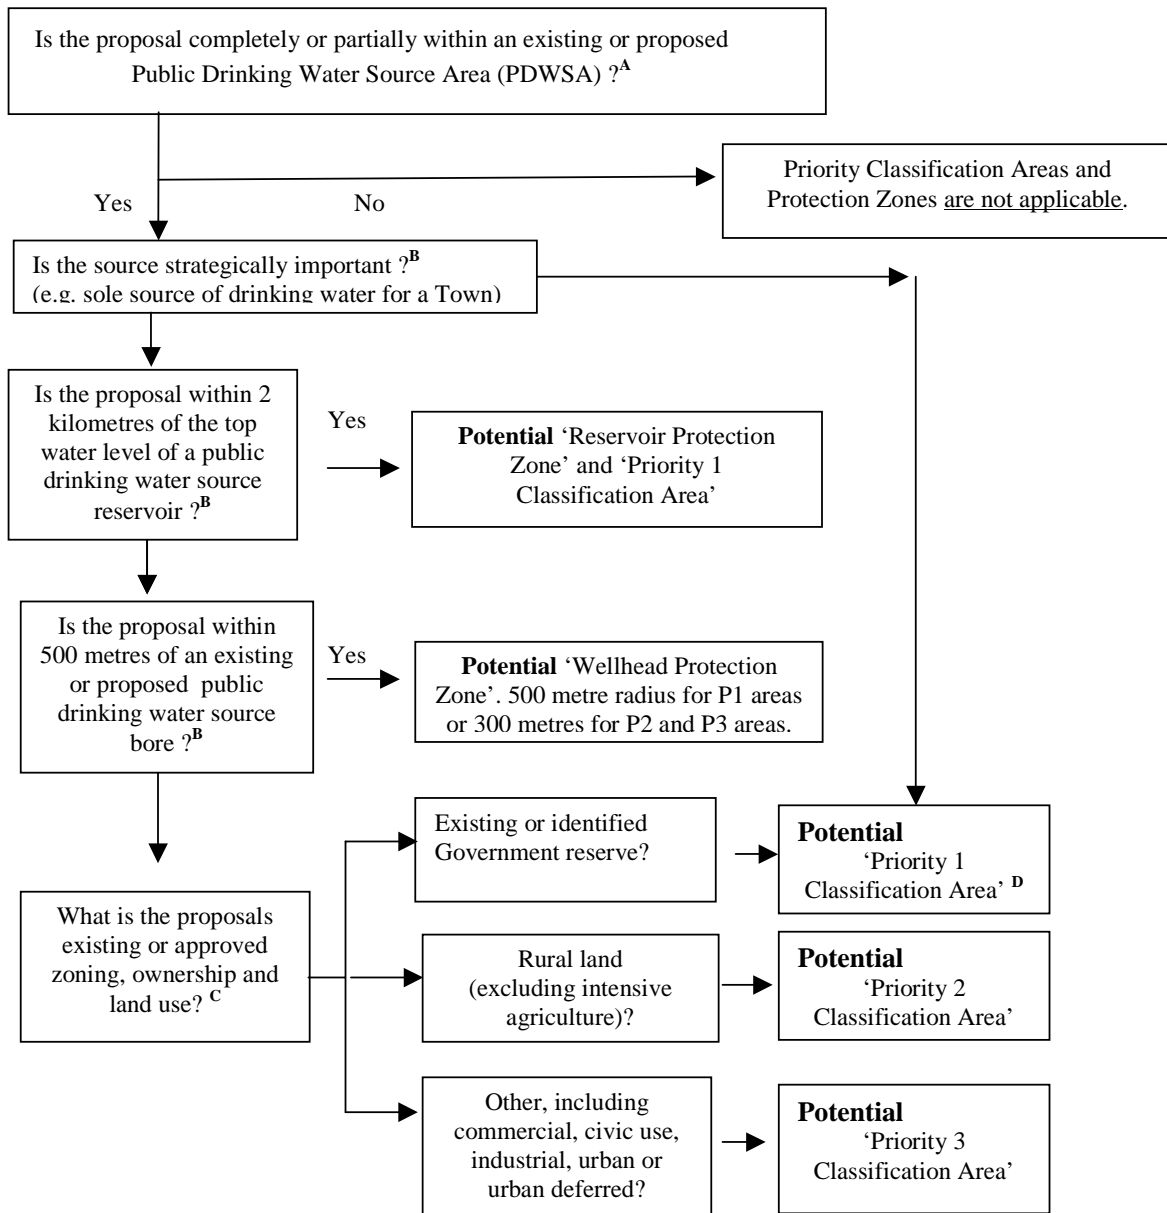 Is the proposal completely or partially within an existing or proposed
Public Drinking Water Source Area (PDWSA) ?A
Priority Classification Areas and
Protection Zones are not applicable.
Yes
No
Is the source strategically important ?B
(e.g. sole source of drinking water for a Town)
Is the proposal within 2
kilometres of the top
water level of a public
drinking water source
reservoir ?B
Yes
Potential ‘Reservoir Protection
Zone’ and ‘Priority 1
Classification Area’
Is the proposal within
500 metres of an existing
or proposed public
drinking water source
bore ?B
Yes
Potential ‘Wellhead Protection
Zone’. 500 metre radius for P1 areas
or 300 metres for P2 and P3 areas.
What is the proposals
existing or approved
zoning, ownership and
land use? C
Existing or identified
Government reserve?
Potential
‘Priority 1
Classification Area’ D
Rural land
(excluding intensive
agriculture)?
Potential
‘Priority 2
Classification Area’
Other, including
commercial, civic use,
industrial, urban or
urban deferred?
Potential
‘Priority 3
Classification Area’